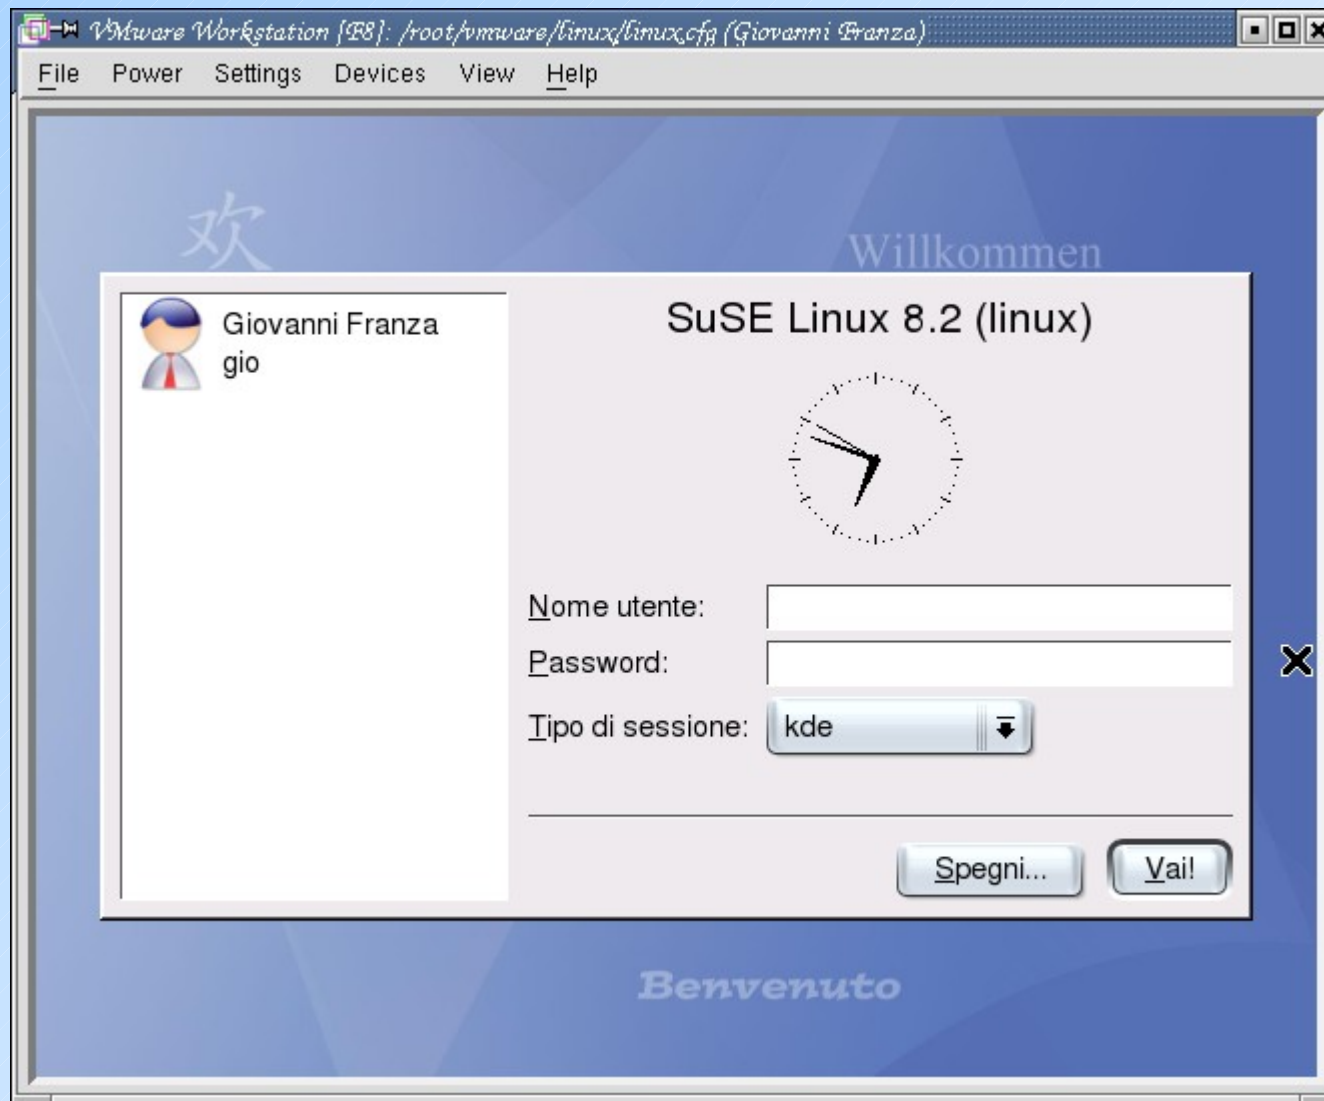 VMware Workstation [F8]: /root/vmware/linux/linux.cfg (Giovanni Franza)
File Power Settings Devices View Help
欢
Willkommen
Giovanni Franza
gio
SuSE Linux 8.2 (linux)
Nome utente:
Password:
Tipo di sessione: kde
Spegni... Vai!
Benvenuto